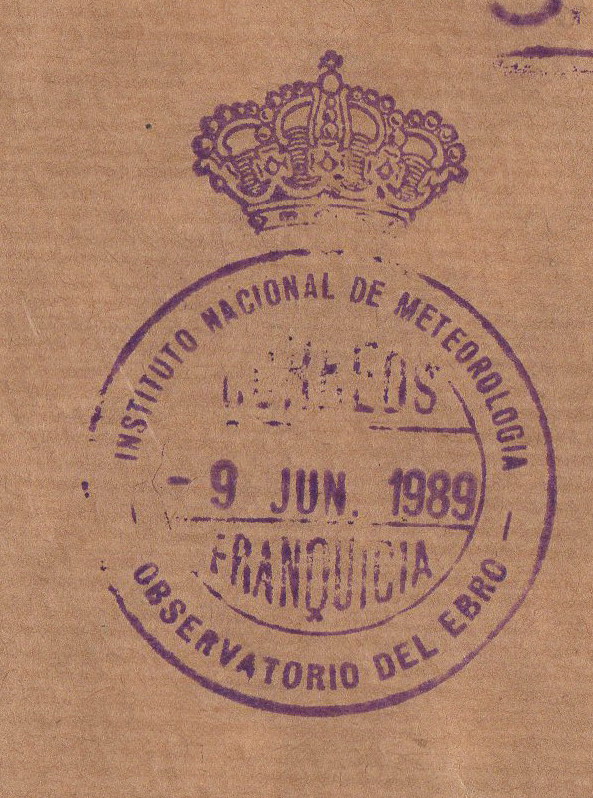 INSTITUTO NACIONAL DE METEOROLOGIA
CORREOS
- 9 JUN. 1989
FRANQUICIA
OBSERVATORIO DEL EBRO